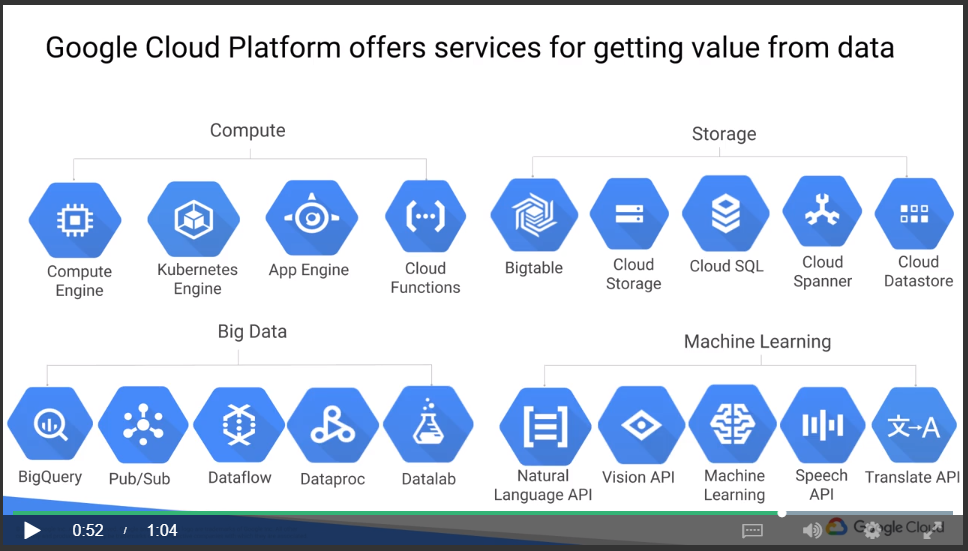 Google Cloud Platform offers services for getting value from data
Compute
Storage
Compute
Engine
Kubernetes
Engine
App Engine
Cloud
Functions
Bigtable
Cloud
Storage
Cloud SQL
Cloud
Spanner
Cloud
Datastore
Big Data
Machine Learning
文→A
BigQuery
Pub/Sub
Dataflow
Dataproc
Datalab
Natural
Language API
Vision API
Machine
Learning
Speech
API
Translate API
0:52 / 1:04
Google Cloud